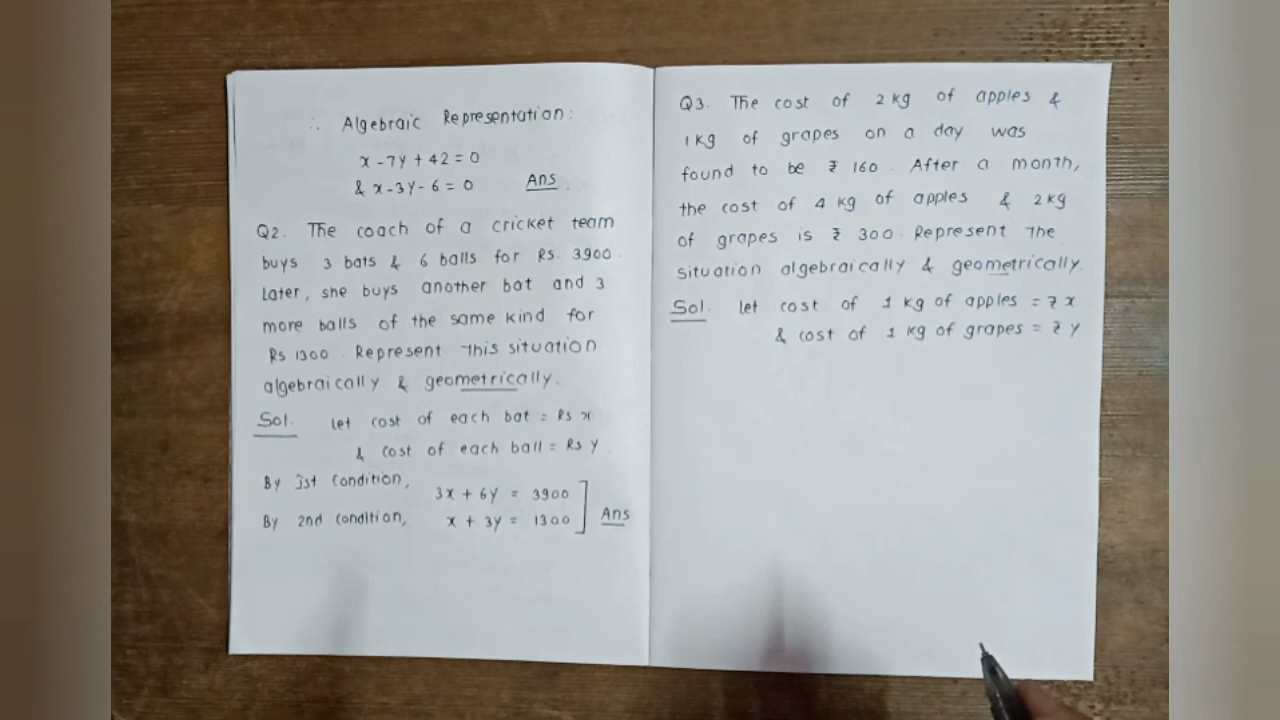 ∴ Algebraic Representation:
x - 7y + 42 = 0
& x - 3y - 6 = 0 Ans.
Q2. The coach of a cricket team
buys 3 bats & 6 balls for Rs. 3900.
Later, she buys another bat and 3
more balls of the same kind for
Rs 1300. Represent this situation
algebraically & geometrically.
Sol. let cost of each bat = Rs x
& cost of each ball = Rs y
By 1st condition, 3x + 6y = 3900
By 2nd condition, x + 3y = 1300 ] Ans
Q3. The cost of 2 kg of apples &
1 kg of grapes on a day was
found to be ₹ 160. After a month,
the cost of 4 kg of apples & 2 kg
of grapes is ₹ 300. Represent the
situation algebraically & geometrically.
Sol. let cost of 1 kg of apples = ₹ x
& cost of 1 kg of grapes = ₹ y